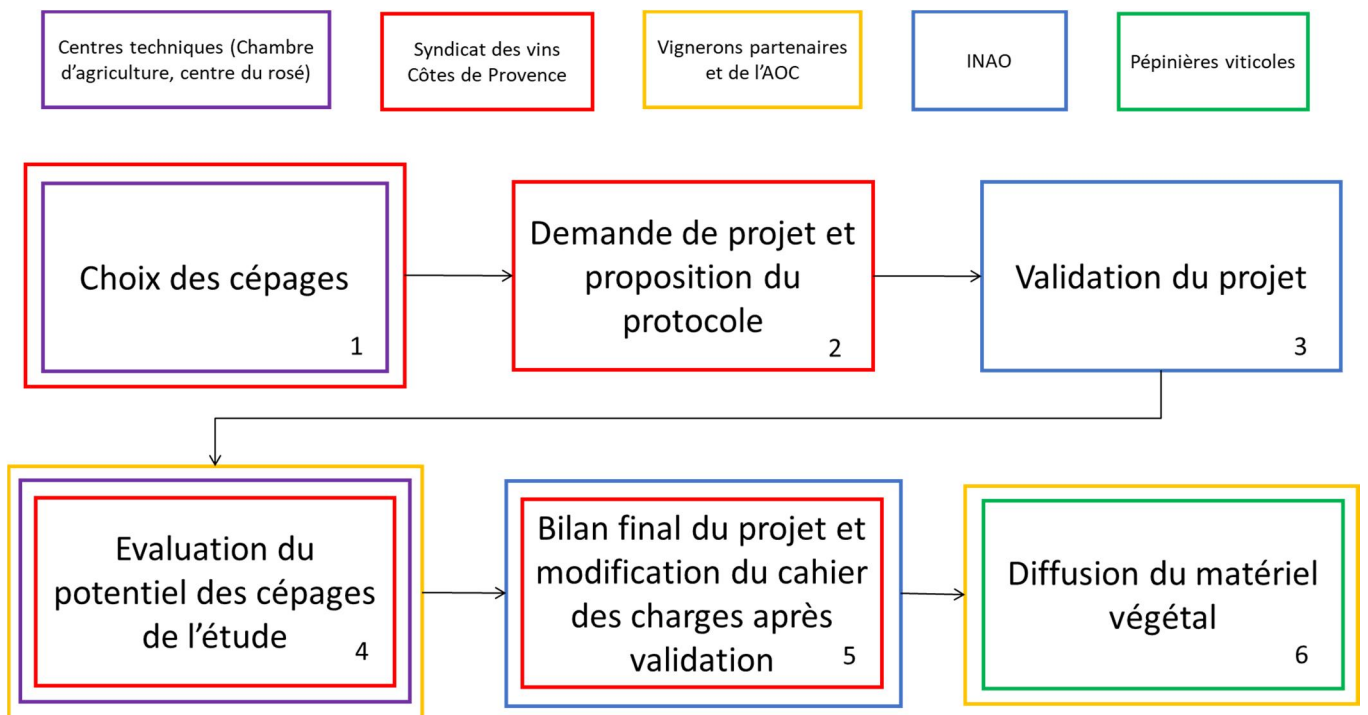 Centres techniques (Chambre
d’agriculture, centre du rosé)
Syndicat des vins
Côtes de Provence
Vignerons partenaires
et de l’AOC
INAO
Pépinières viticoles
Choix des cépages
1
Demande de projet et
proposition du
protocole
2
Validation du projet
3
Evaluation du
potentiel des cépages
de l’étude
4
Bilan final du projet et
modification du cahier
des charges après
validation
5
Diffusion du matériel
végétal
6